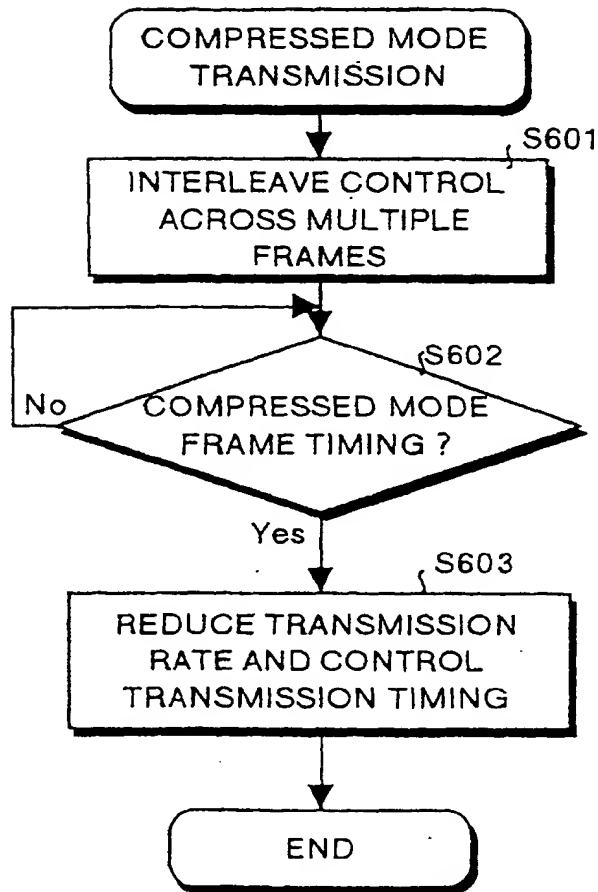 COMPRESSED MODE
TRANSMISSION
S601
INTERLEAVE CONTROL
ACROSS MULTIPLE
FRAMES
S602
No
COMPRESSED MODE
FRAME TIMING ?
Yes
S603
REDUCE TRANSMISSION
RATE AND CONTROL
TRANSMISSION TIMING
END